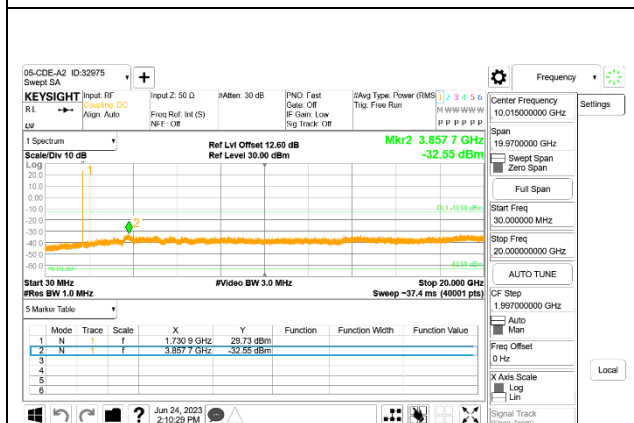 05-CDE-A2 ID:32975
Swept SA
Frequency
KEYSIGHT
RL
Input: RF
Coupling: DC
Align: Auto
Input Z: 50 Ω
Freq Ref: Int (S)
NFE: Off
#Atten: 30 dB
PNO: Fast
Gate: Off
IF Gain: Low
Sig Track: Off
#Avg Type: Power (RMS
Trig: Free Run
1 2 3 4 5 6
M W W W W W
P P P P P P
Center Frequency
10.015000000 GHz
Settings
Span
19.9700000 GHz
Swept Span
Zero Span
Full Span
Start Freq
30.000000 MHz
Stop Freq
20.000000000 GHz
AUTO TUNE
CF Step
1.997000000 GHz
Auto
Man
Freq Offset
0 Hz
X Axis Scale
Log
Lin
Signal Track
Local
1 Spectrum
Scale/Div 10 dB
Ref Lvl Offset 12.60 dB
Ref Level 30.00 dBm
Mkr2 3.857 7 GHz
-32.55 dBm
Log
20.0
10.0
0.00
-10.0
-20.0
-30.0
-40.0
-50.0
-60.0
1
2
DL1 -13.00 dBm
Start 30 MHz
#Res BW 1.0 MHz
#Video BW 3.0 MHz
Stop 20.000 GHz
Sweep ~37.4 ms (40001 pts)
5 Marker Table
Mode Trace Scale X Y Function Function Width Function Value
1 N 1 f 1.730 9 GHz 29.73 dBm
2 N 1 f 3.857 7 GHz -32.55 dBm
3
4
5
6
Jun 24, 2023
2:10:29 PM